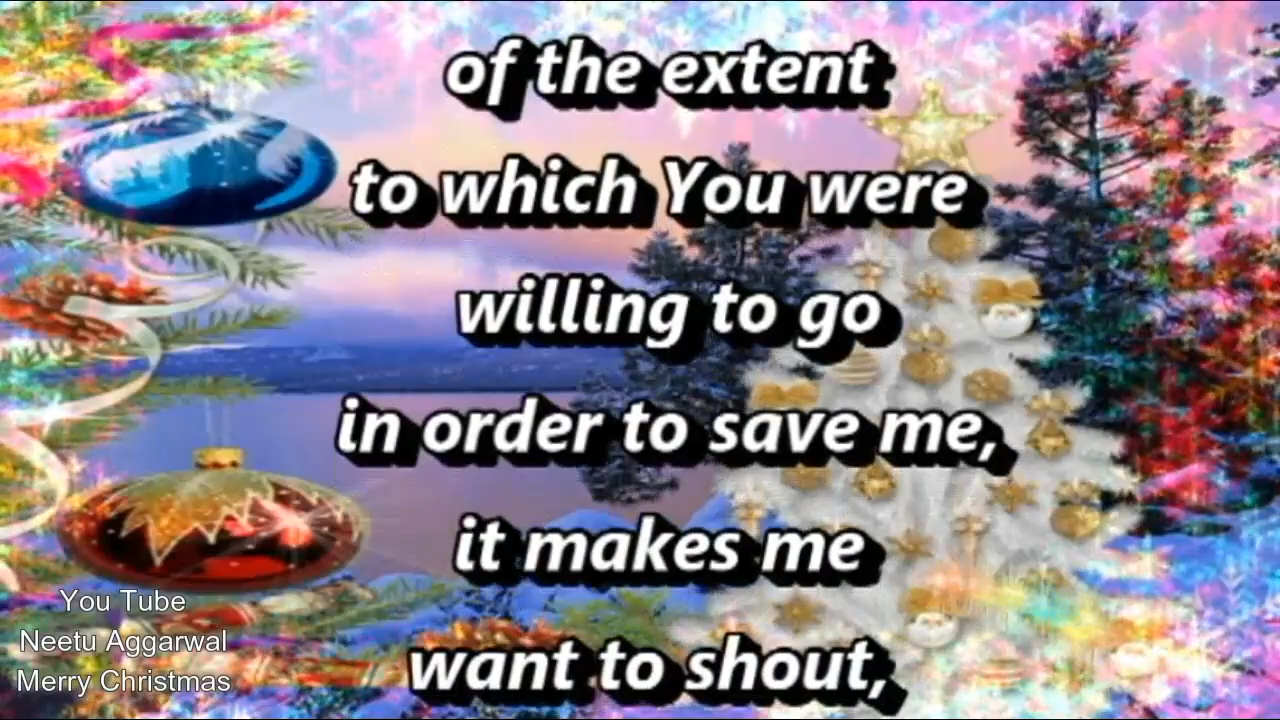 of the extent
to which You were
willing to go
in order to save me,
it makes me
want to shout,
You Tube
Neetu Aggarwal
Merry Christmas